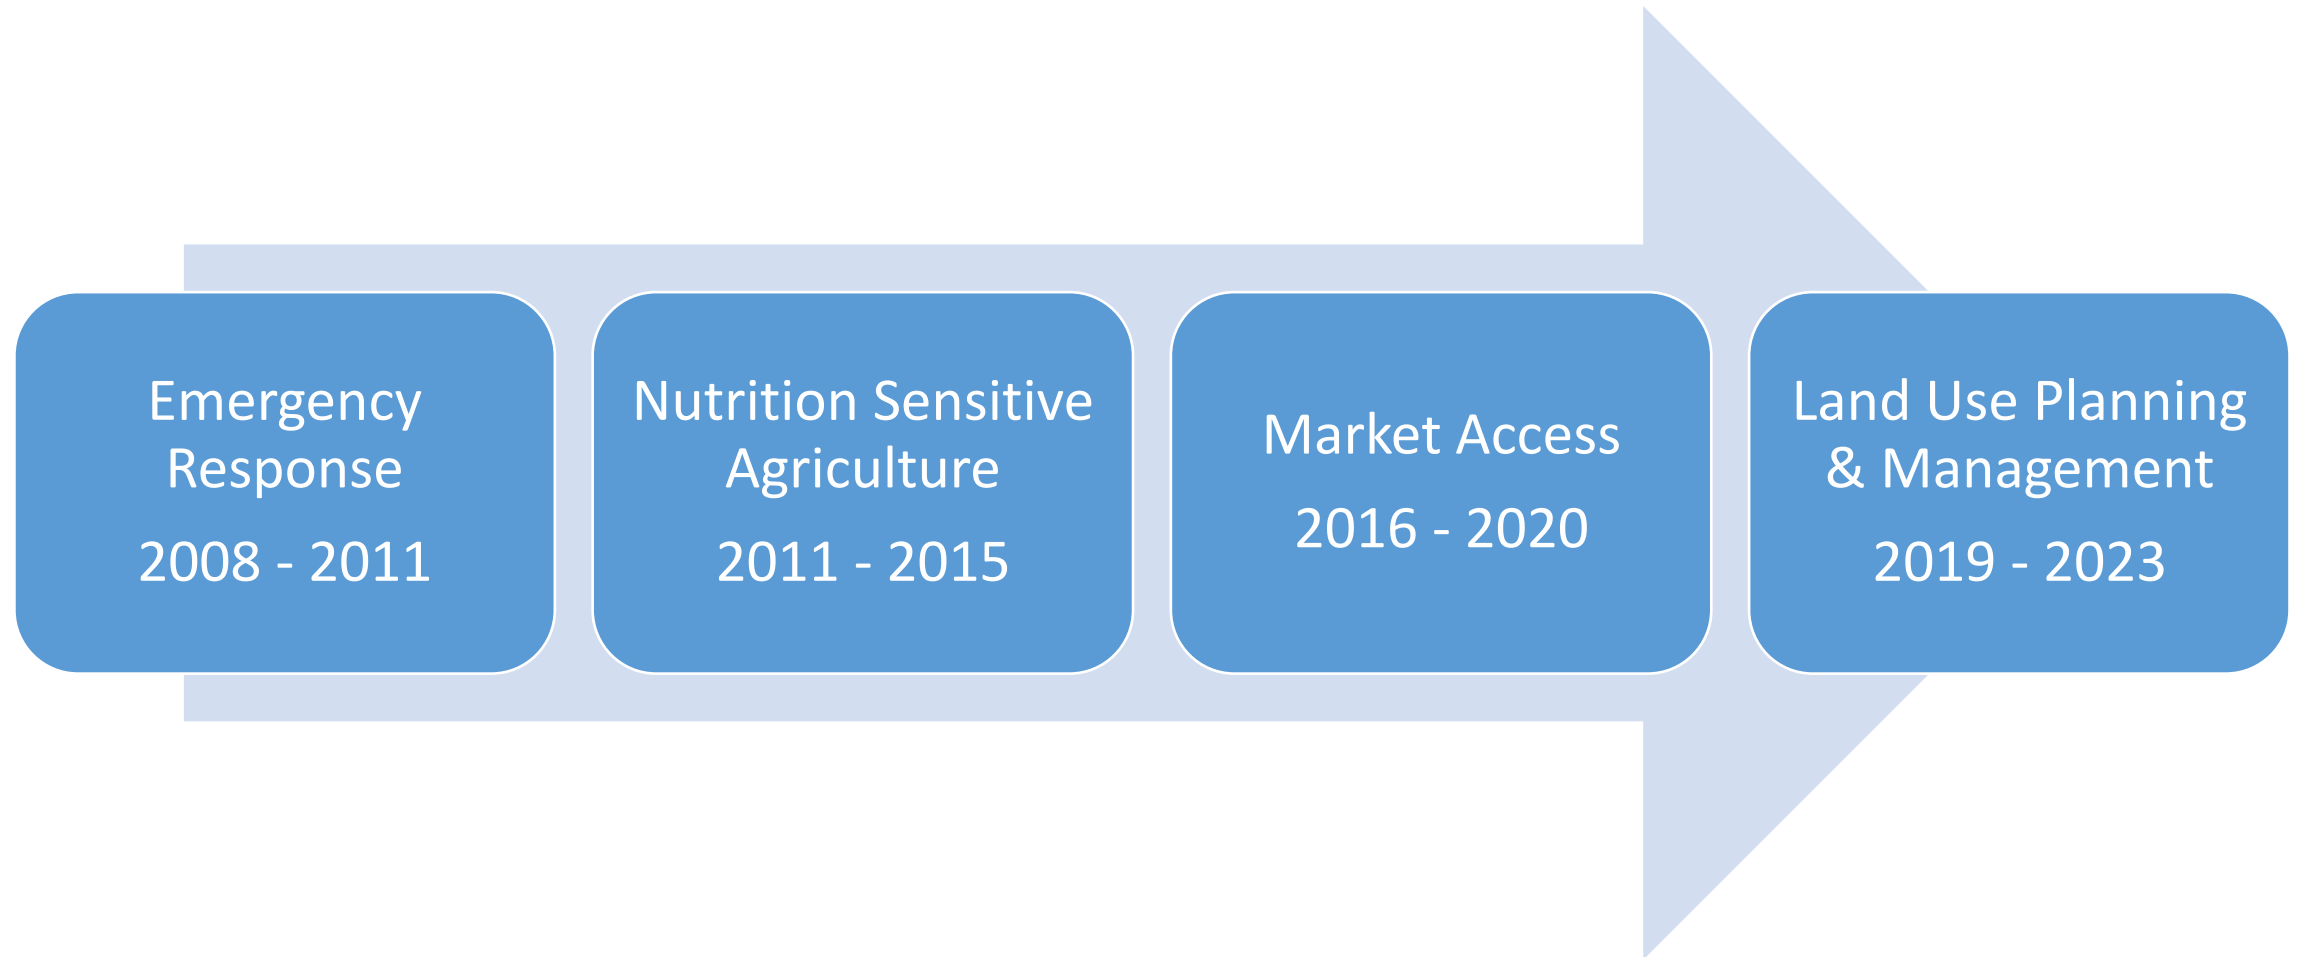 Emergency
Response
2008 - 2011
Nutrition Sensitive
Agriculture
2011 - 2015
Market Access
2016 - 2020
Land Use Planning
& Management
2019 - 2023